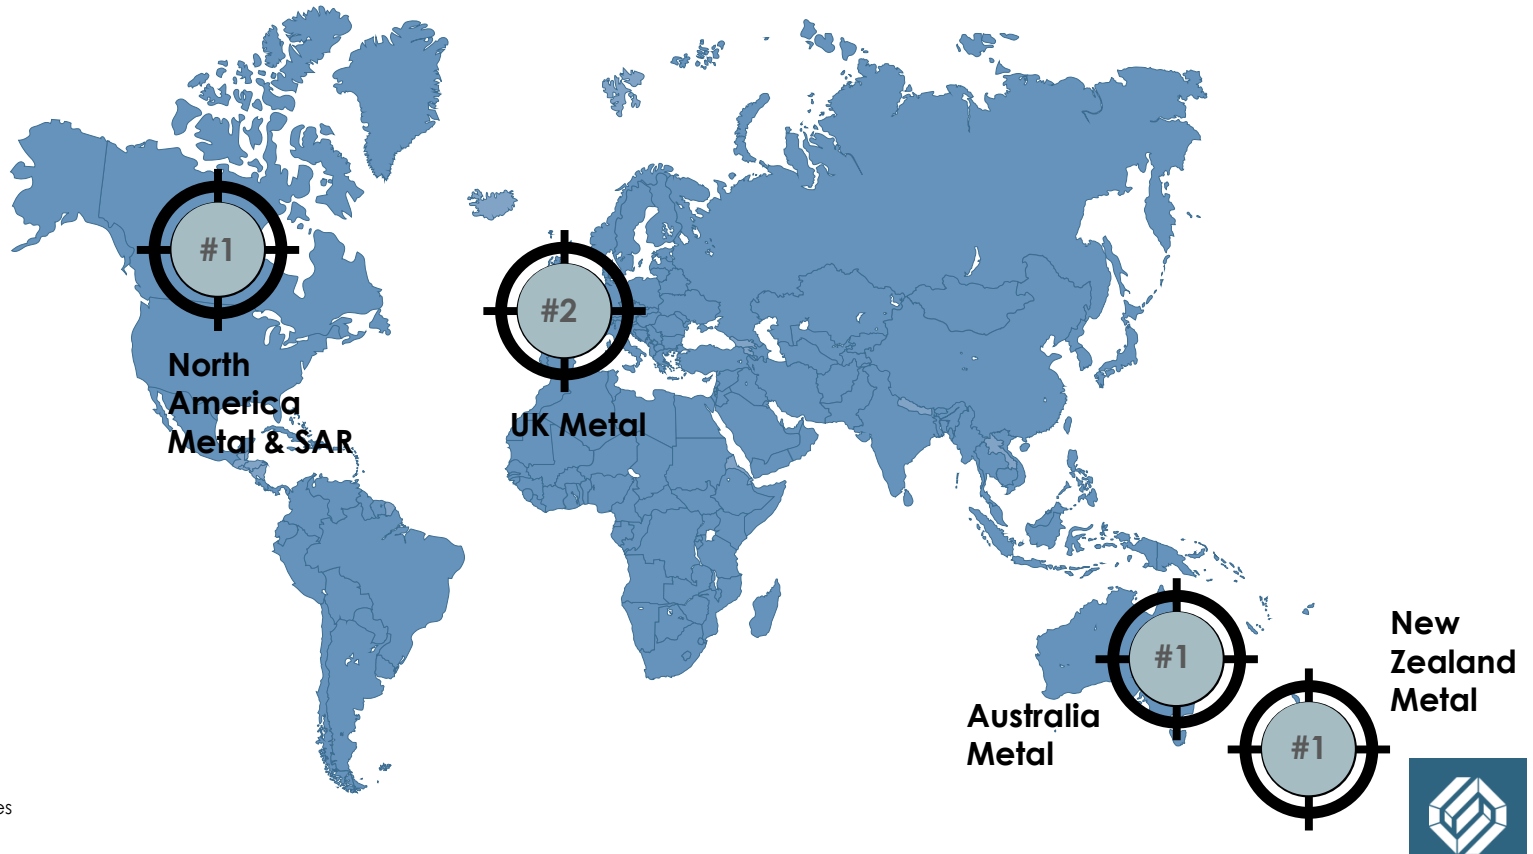 #1
North
America
Metal & SAR
#2
UK Metal
#1
Australia
Metal
#1
New
Zealand
Metal